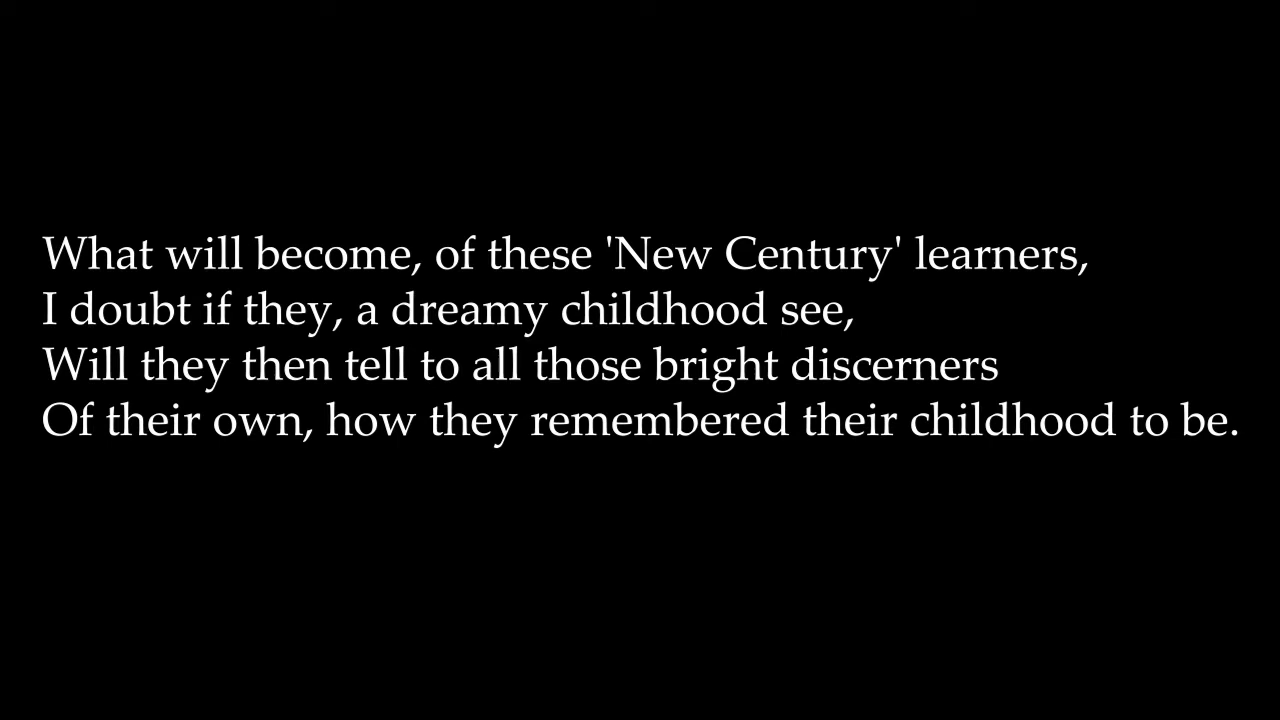 What will become, of these 'New Century' learners,
I doubt if they, a dreamy childhood see,
Will they then tell to all those bright discerners
Of their own, how they remembered their childhood to be.